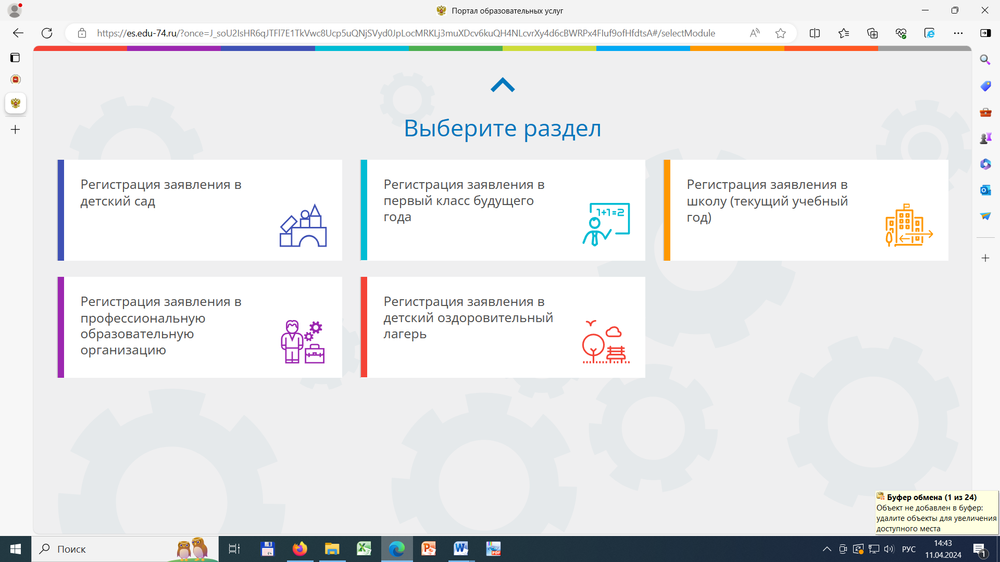 Портал образовательных услуг
https://es.edu-74.ru/?once=J_soU2IsHR6qJTFl7E1TkVwc8Ucp5uQNjSVyd0JpLocMRKLj3muXDcv6kuQH4NLcvrXy4d6cBWRPx4FIuf9ofHfdtsA#/selectModule
Выберите раздел
Регистрация заявления в
детский сад
Регистрация заявления в
первый класс будущего
года
1+1=2
Регистрация заявления в
школу (текущий учебный
год)
Регистрация заявления в
профессиональную
образовательную
организацию
Регистрация заявления в
детский оздоровительный
лагерь
Буфер обмена (1 из 24)
Объект не добавлен в буфер:
удалите объекты для увеличения
доступного места
Поиск
64
PDF
РУС
14:43
11.04.2024
1